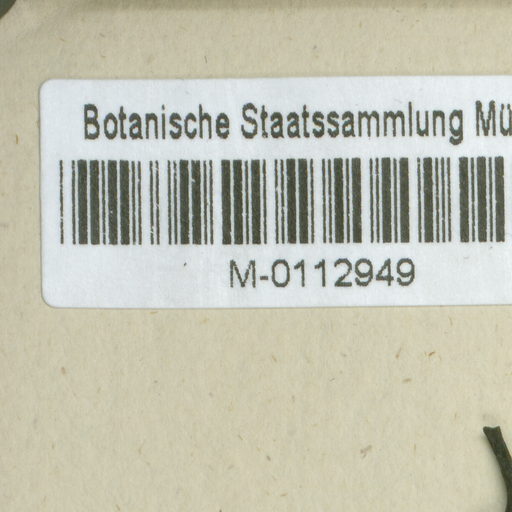 Botanische Staatssammlung Mü
M-0112949